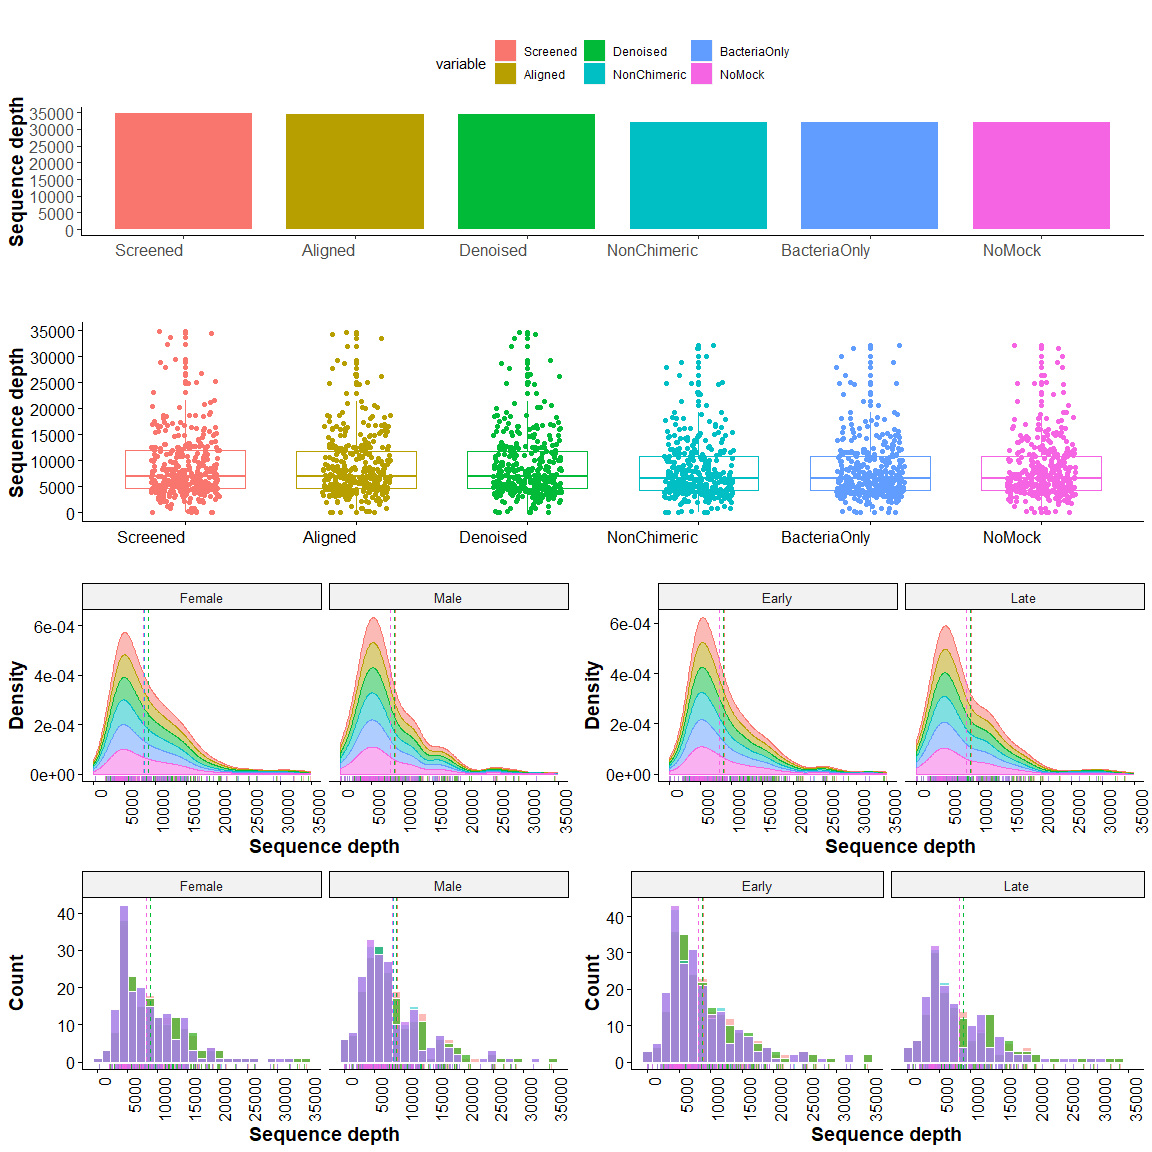 variable
Screened Denoised BacteriaOnly
Aligned NonChimeric NoMock
Sequence depth
35000
30000
25000
20000
15000
10000
5000
0
Screened Aligned Denoised NonChimeric BacteriaOnly NoMock
Sequence depth
35000
30000
25000
20000
15000
10000
5000
0
Screened Aligned Denoised NonChimeric BacteriaOnly NoMock
Female Male
Density
6e-04
4e-04
2e-04
0e+00
0 5000 10000 15000 20000 25000 30000 35000 0 5000 10000 15000 20000 25000 30000 35000
Sequence depth
Early Late
Density
6e-04
4e-04
2e-04
0e+00
0 5000 10000 15000 20000 25000 30000 35000 0 5000 10000 15000 20000 25000 30000 35000
Sequence depth
Female Male
Count
40
30
20
10
0
0 5000 10000 15000 20000 25000 30000 35000 0 5000 10000 15000 20000 25000 30000 35000
Sequence depth
Early Late
Count
40
30
20
10
0
0 5000 10000 15000 20000 25000 30000 35000 0 5000 10000 15000 20000 25000 30000 35000
Sequence depth